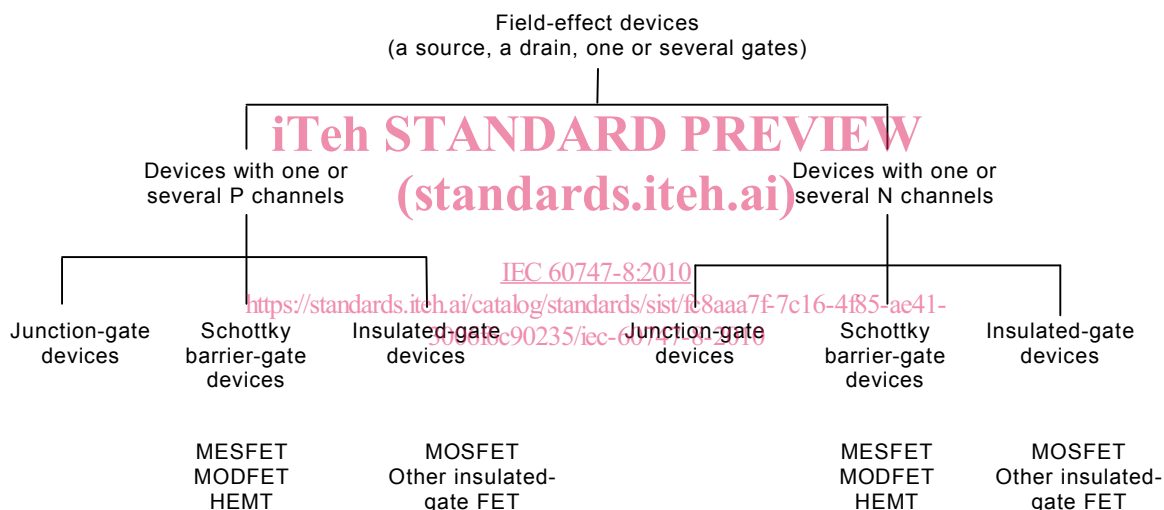 Field-effect devices
(a source, a drain, one or several gates)
iTeh STANDARD PREVIEW
(standards.iteh.ai)
Devices with one or
several P channels
Devices with one or
several N channels
IEC 60747-8:2010
https://standards.iteh.ai/catalog/standards/sist/fc8aaa7f-7c16-4f85-ae41-
Junction-gate
devices
Schottky
barrier-gate
devices
Insulated-gate
devices
Junction-gate
devices
Schottky
barrier-gate
devices
Insulated-gate
devices
MESFET
MODFET
HEMT
MOSFET
Other insulated-
gate FET
MESFET
MODFET
HEMT
MOSFET
Other insulated-
gate FET